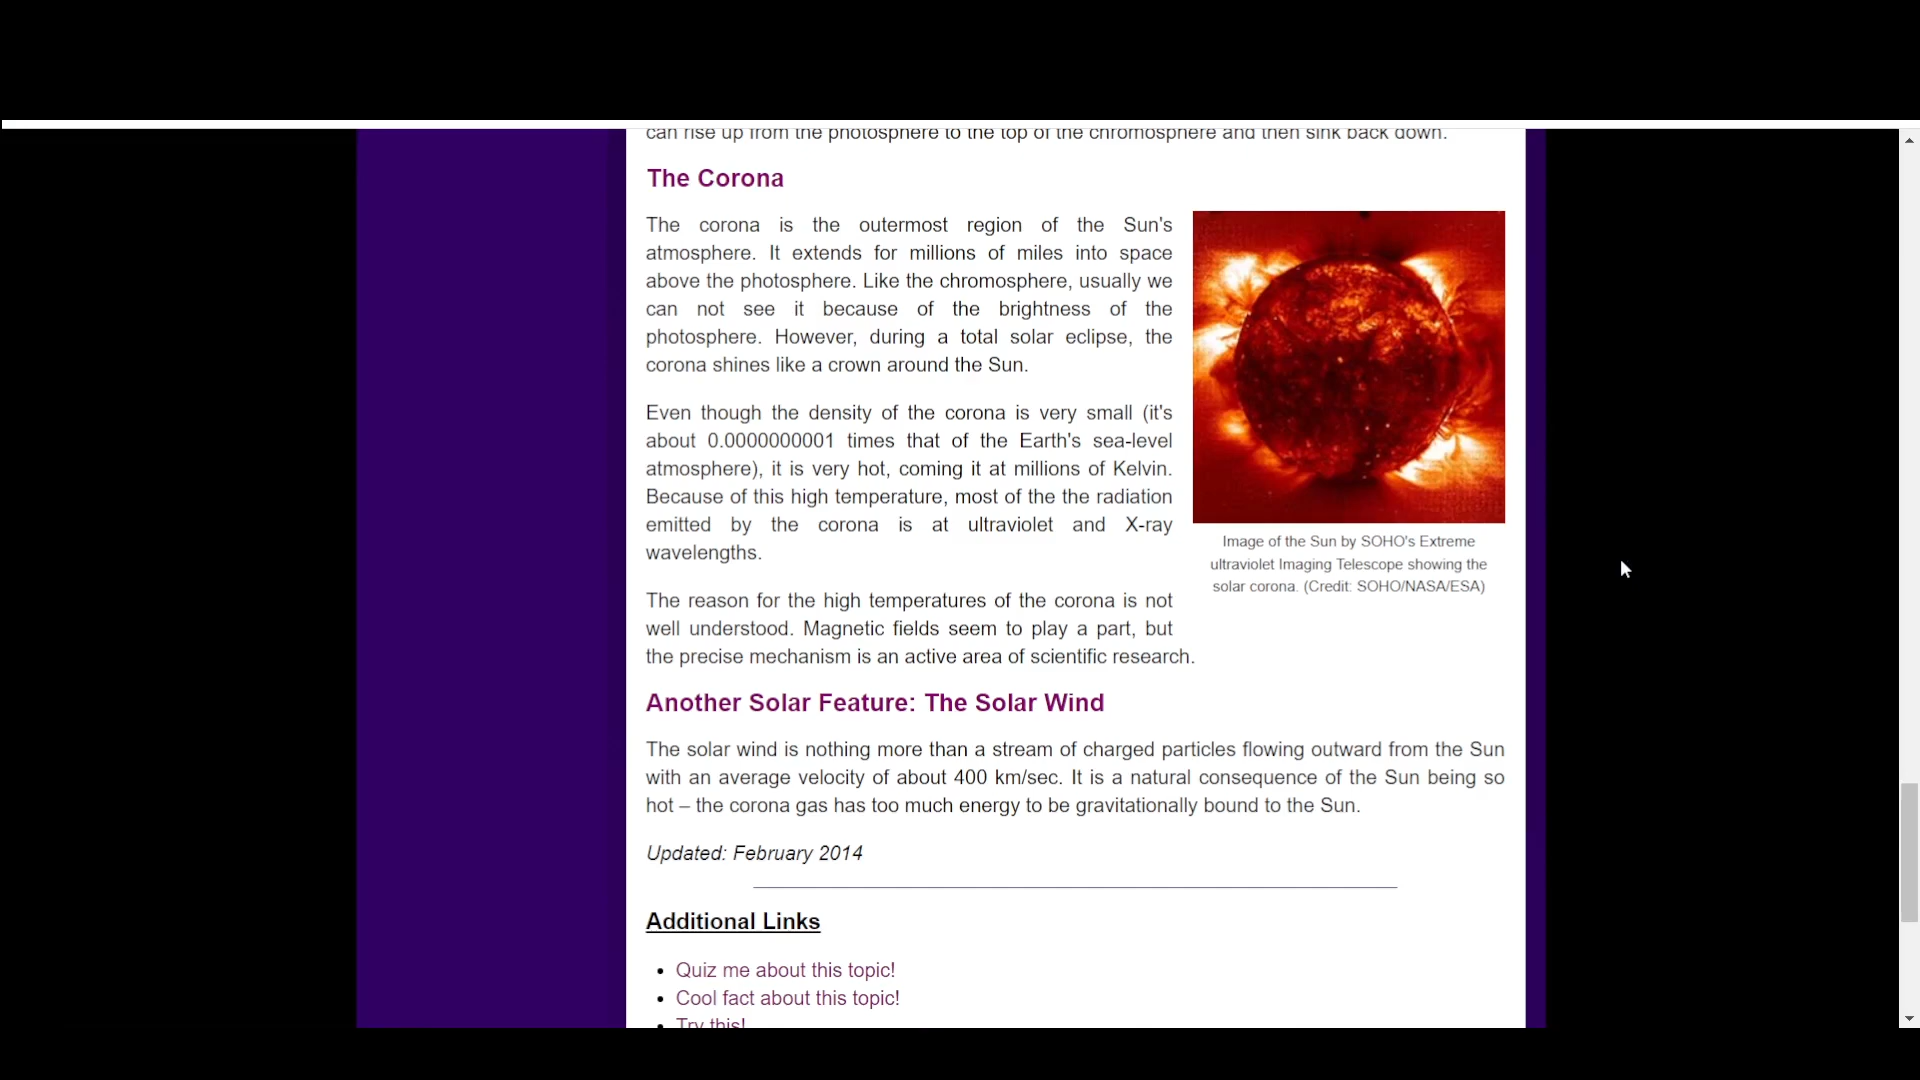 can rise up from the photosphere to the top of the chromosphere and then sink back down.
The Corona
The corona is the outermost region of the Sun's
atmosphere. It extends for millions of miles into space
above the photosphere. Like the chromosphere, usually we
can not see it because of the brightness of the
photosphere. However, during a total solar eclipse, the
corona shines like a crown around the Sun.
Even though the density of the corona is very small (it's
about 0.0000000001 times that of the Earth's sea-level
atmosphere), it is very hot, coming it at millions of Kelvin.
Because of this high temperature, most of the the radiation
emitted by the corona is at ultraviolet and X-ray
wavelengths.
The reason for the high temperatures of the corona is not
well understood. Magnetic fields seem to play a part, but
the precise mechanism is an active area of scientific research.
Image of the Sun by SOHO's Extreme
ultraviolet Imaging Telescope showing the
solar corona. (Credit: SOHO/NASA/ESA)
Another Solar Feature: The Solar Wind
The solar wind is nothing more than a stream of charged particles flowing outward from the Sun
with an average velocity of about 400 km/sec. It is a natural consequence of the Sun being so
hot – the corona gas has too much energy to be gravitationally bound to the Sun.
Updated: February 2014
Additional Links
• Quiz me about this topic!
• Cool fact about this topic!
• Try this!